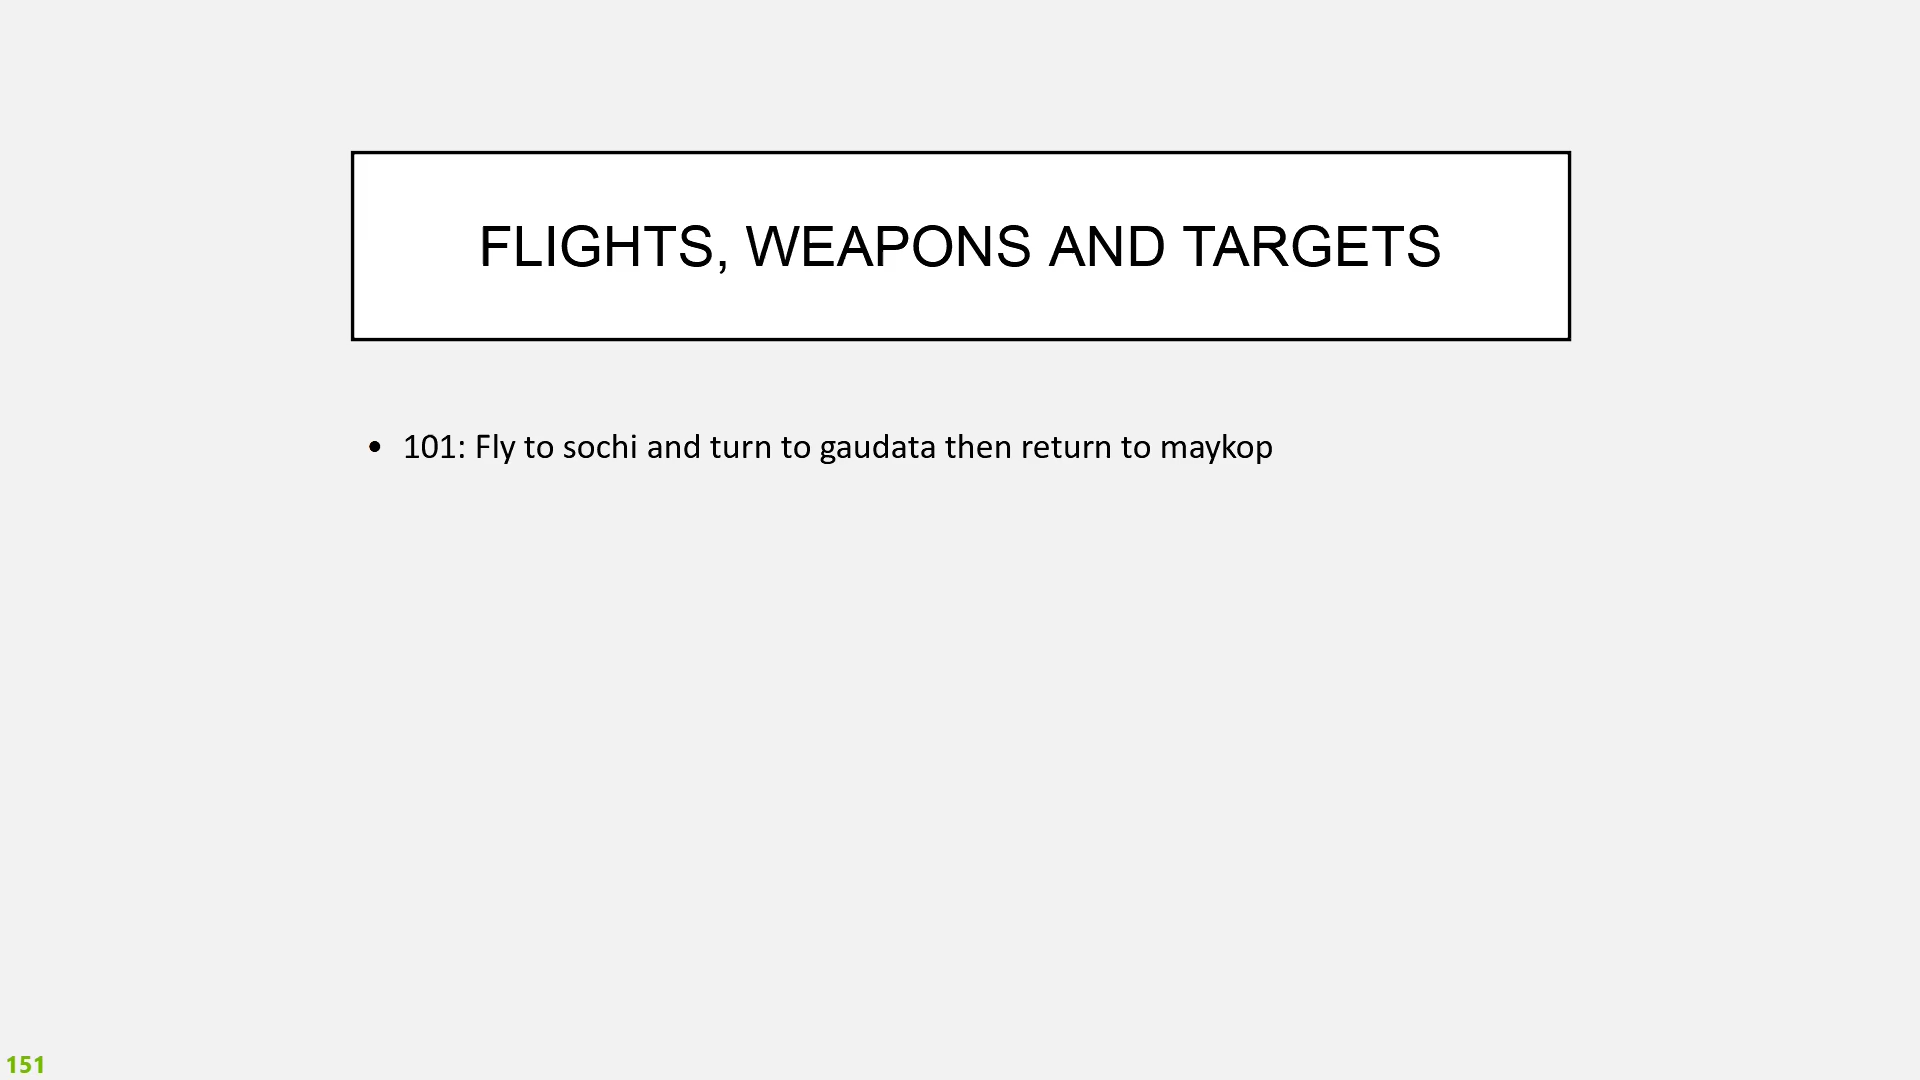 FLIGHTS, WEAPONS AND TARGETS
• 101: Fly to sochi and turn to gaudata then return to maykop
151